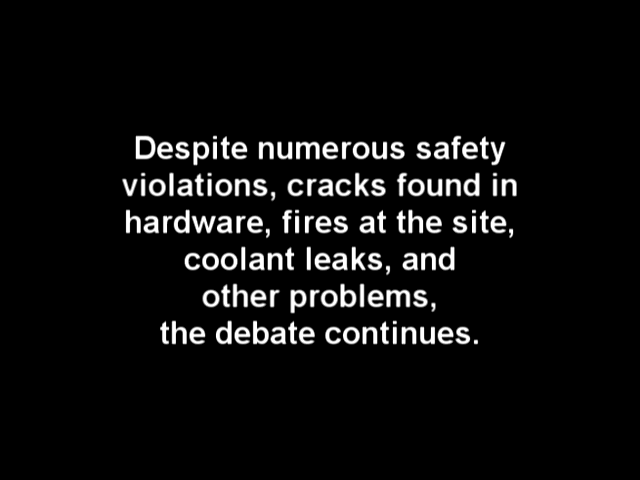 Despite numerous safety
violations, cracks found in
hardware, fires at the site,
coolant leaks, and
other problems,
the debate continues.